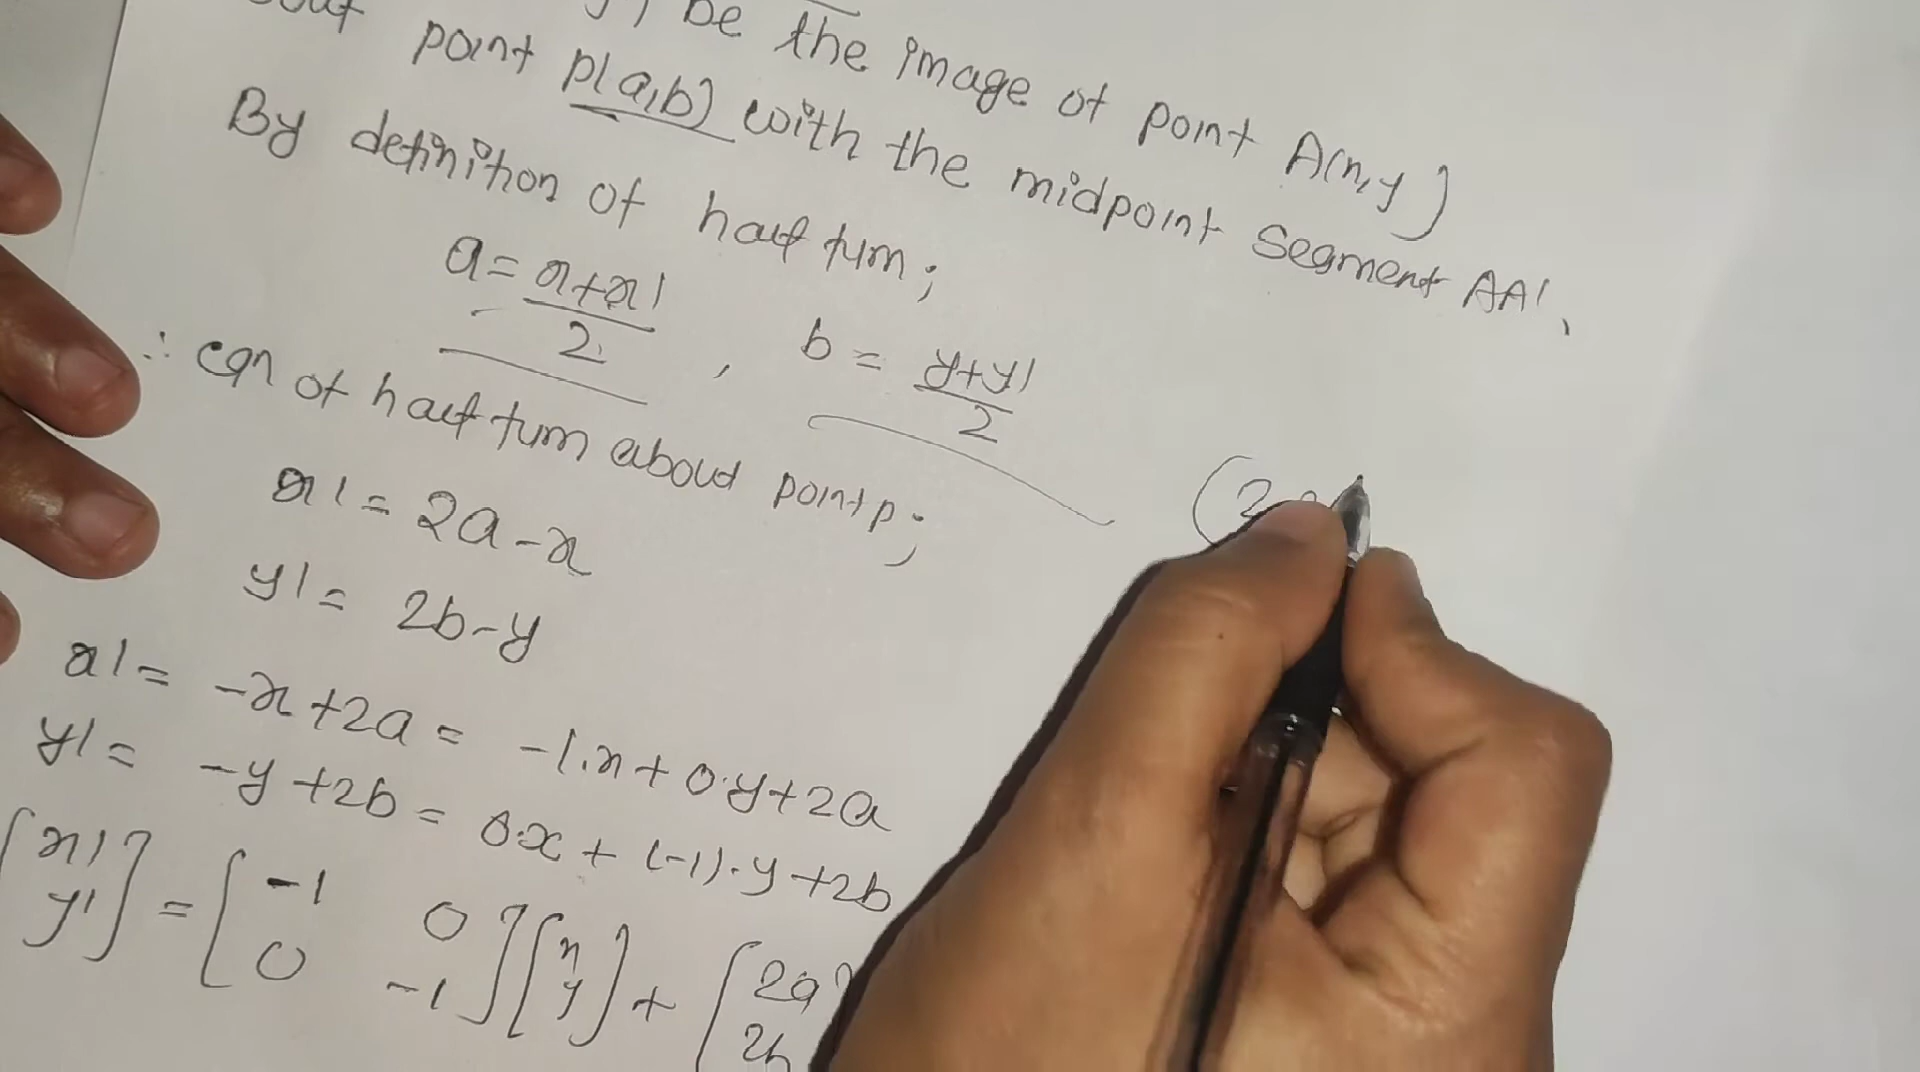 be the image of point A(x,y)
point P(a,b) with the midpoint segment AA',
By definition of half turn;
a = x+x'/2 , b = y+y'/2
∴ eqn of half turn about point p;
x' = 2a-x
y' = 2b-y
x' = -x+2a = -1.x+0.y+2a
y' = -y+2b = 0.x+(-1).y+2b
[x' y'] = [-1 0 0 -1][x y] + [2a 2b
(2